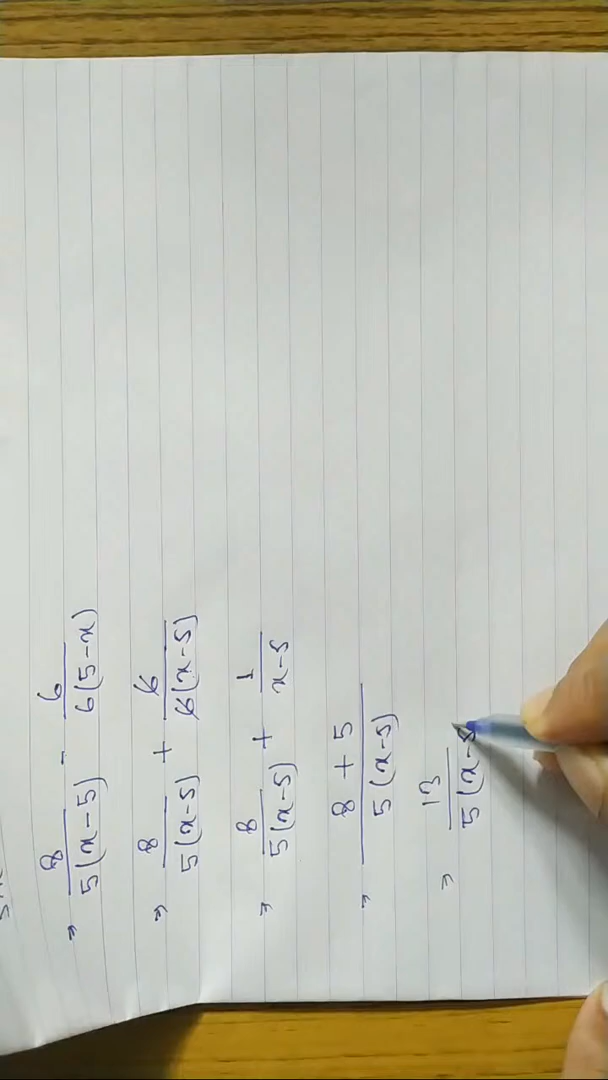 ⇒ 8/5(x-5) - 6/6(5-x)
⇒ 8/5(x-5) + 6/6(x-5)
⇒ 8/5(x-5) + 1/x-5
⇒ 8 + 5/5(x-5)
⇒ 13/5(x-5